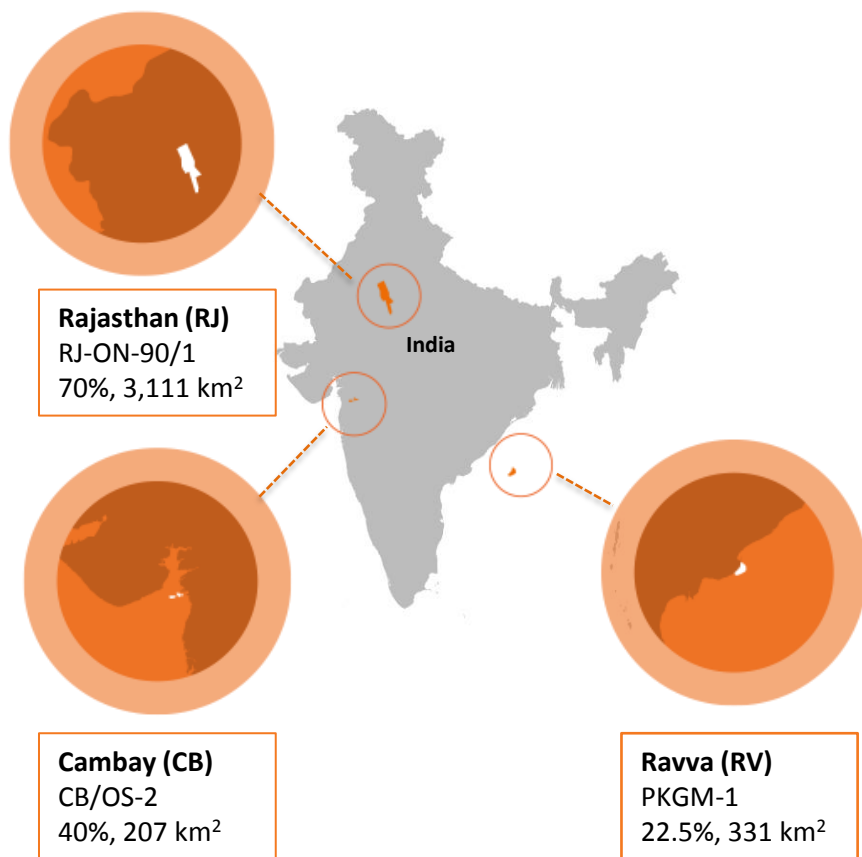 Rajasthan (RJ)
RJ-ON-90/1
70%, 3,111 km²
India
Cambay (CB)
CB/OS-2
40%, 207 km²
Ravva (RV)
PKGM-1
22.5%, 331 km²